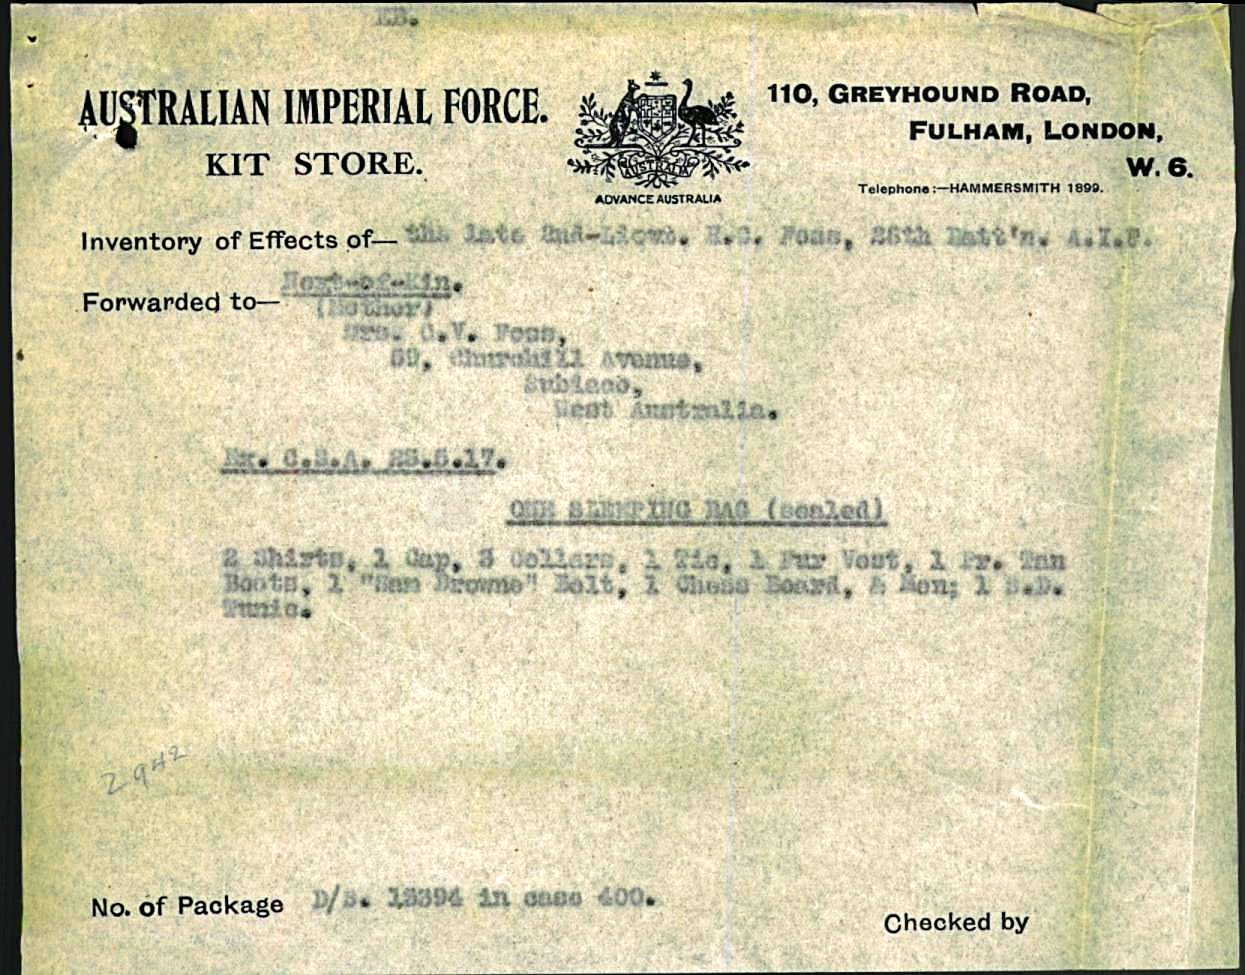 AUSTRALIAN IMPERIAL FORCE.
KIT STORE.
AUSTRALIA
ADVANCE AUSTRALIA
110, GREYHOUND ROAD,
FULHAM, LONDON,
W. 6.
Telephone :—HAMMERSMITH 1899.
Inventory of Effects of— the late 2nd-Lieut. H.C. Foss, 28th Batt'n. A.I.F.
Forwarded to— Next-of-Kin.
(Mother)
Mrs. C.V. Foss,
59, Churchill Avenue,
Subiaco,
West Australia.
Ex. C.S.A. 25.5.17.
ONE SLEEPING BAG (sealed)
2 Shirts, 1 Cap, 3 Collars, 1 Tie, 1 Fur Vest, 1 Pr. Tan
Boots, 1 "Sam Browne" Belt, 1 Chess Board, & Men; 1 S.D.
Tunic.
2942
No. of Package D/S. 13394 in case 400.
Checked by